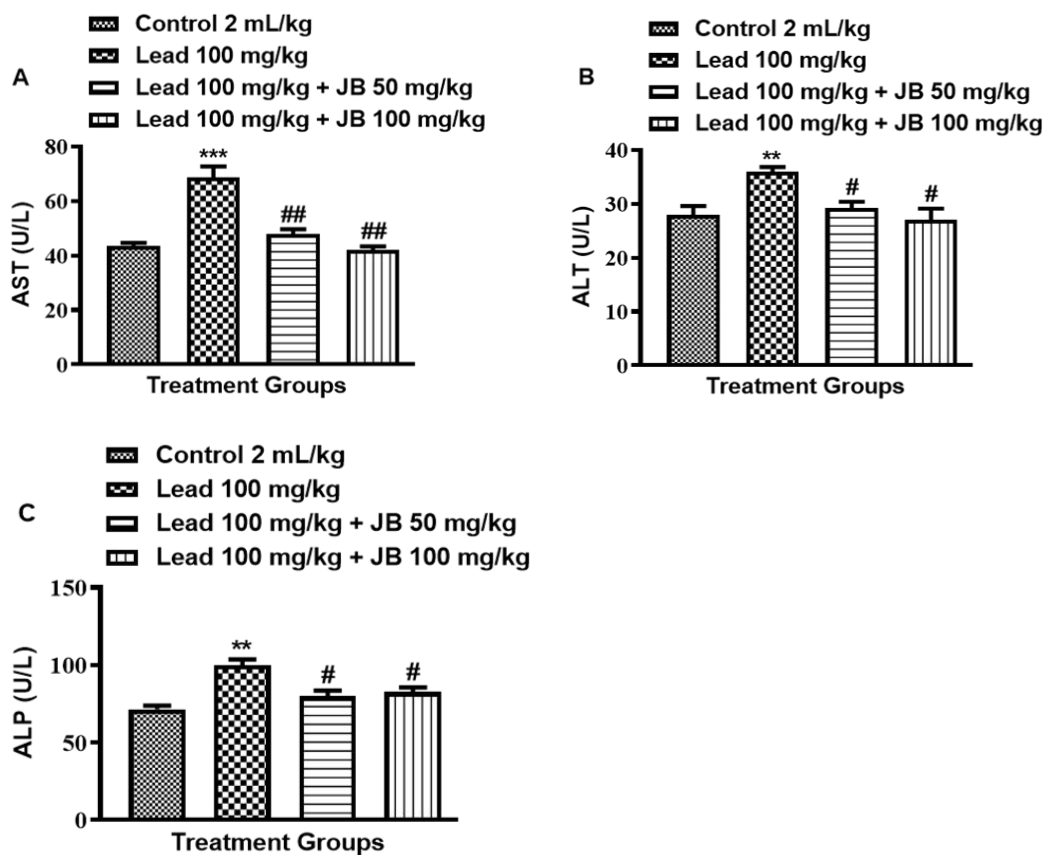 A
Control 2 mL/kg
Lead 100 mg/kg
Lead 100 mg/kg + JB 50 mg/kg
Lead 100 mg/kg + JB 100 mg/kg
80
60
40
20
0
AST (U/L)
***
##
##
Treatment Groups
B
Control 2 mL/kg
Lead 100 mg/kg
Lead 100 mg/kg + JB 50 mg/kg
Lead 100 mg/kg + JB 100 mg/kg
40
30
20
10
0
ALT (U/L)
**
#
#
Treatment Groups
C
Control 2 mL/kg
Lead 100 mg/kg
Lead 100 mg/kg + JB 50 mg/kg
Lead 100 mg/kg + JB 100 mg/kg
150
100
50
0
ALP (U/L)
**
#
#
Treatment Groups